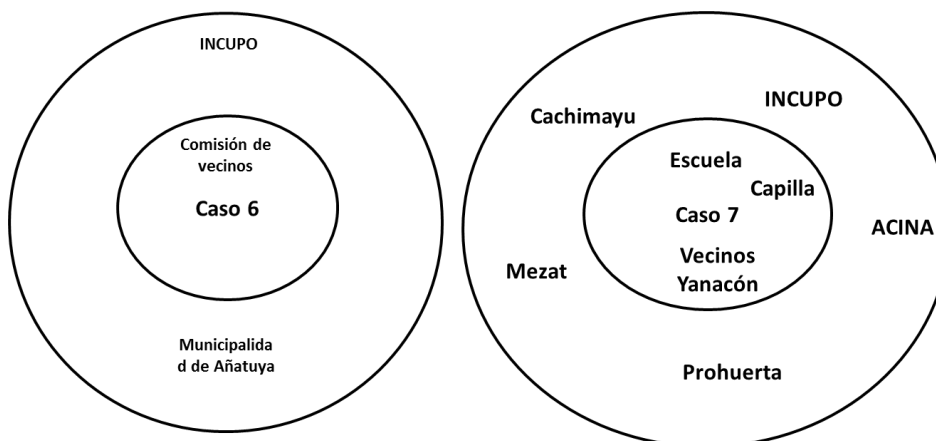 INCUPO
Comisión de
vecinos
Caso 6
Municipalida
d de Añatuya
INCUPO
Cachimayu
Escuela
Capilla
Caso 7
ACINA
Vecinos
Yanacón
Mezat
Prohuerta